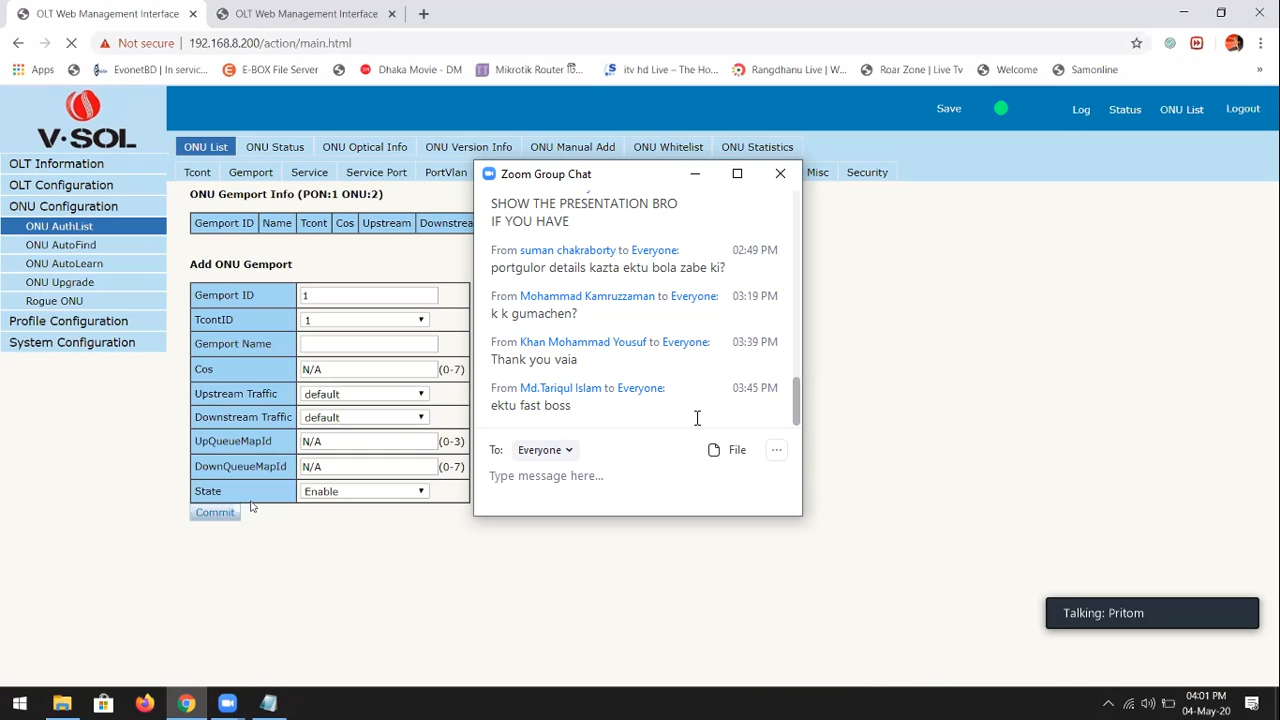 OLT Web Management Interface
OLT Web Management Interface
Not secure
192.168.8.200/action/main.html
Apps
EvonetBD | In servic...
E-BOX File Server
Dhaka Movie - DM
Mikrotik Router
itv hd Live – The Ho...
Rangdhanu Live | W...
Roar Zone | Live Tv
Welcome
Samonline
V·SOL
Save
Log
Status
ONU List
Logout
ONU List
ONU Status
ONU Optical Info
ONU Version Info
ONU Manual Add
ONU Whitelist
ONU Statistics
Tcont
Gemport
Service
Service Port
PortVlan
Misc
Security
OLT Information
OLT Configuration
ONU Configuration
ONU AuthList
ONU AutoFind
ONU AutoLearn
ONU Upgrade
Rogue ONU
Profile Configuration
System Configuration
ONU Gemport Info (PON:1 ONU:2)
Gemport ID
Name
Tcont
Cos
Upstream
Downstrea
Add ONU Gemport
Gemport ID 1
TcontID 1
Gemport Name
Cos N/A (0-7)
Upstream Traffic default
Downstream Traffic default
UpQueueMapId N/A (0-3)
DownQueueMapId N/A (0-7)
State Enable
Commit
Zoom Group Chat
SHOW THE PRESENTATION BRO
IF YOU HAVE
From suman chakraborty to Everyone: 02:49 PM
portgulor details kazta ektu bola zabe ki?
From Mohammad Kamruzzaman to Everyone: 03:19 PM
k k gumachen?
From Khan Mohammad Yousuf to Everyone: 03:39 PM
Thank you vaia
From Md.Tariqul Islam to Everyone: 03:45 PM
ektu fast boss
To: Everyone
File
Type message here...
Talking: Pritom
04:01 PM
04-May-20